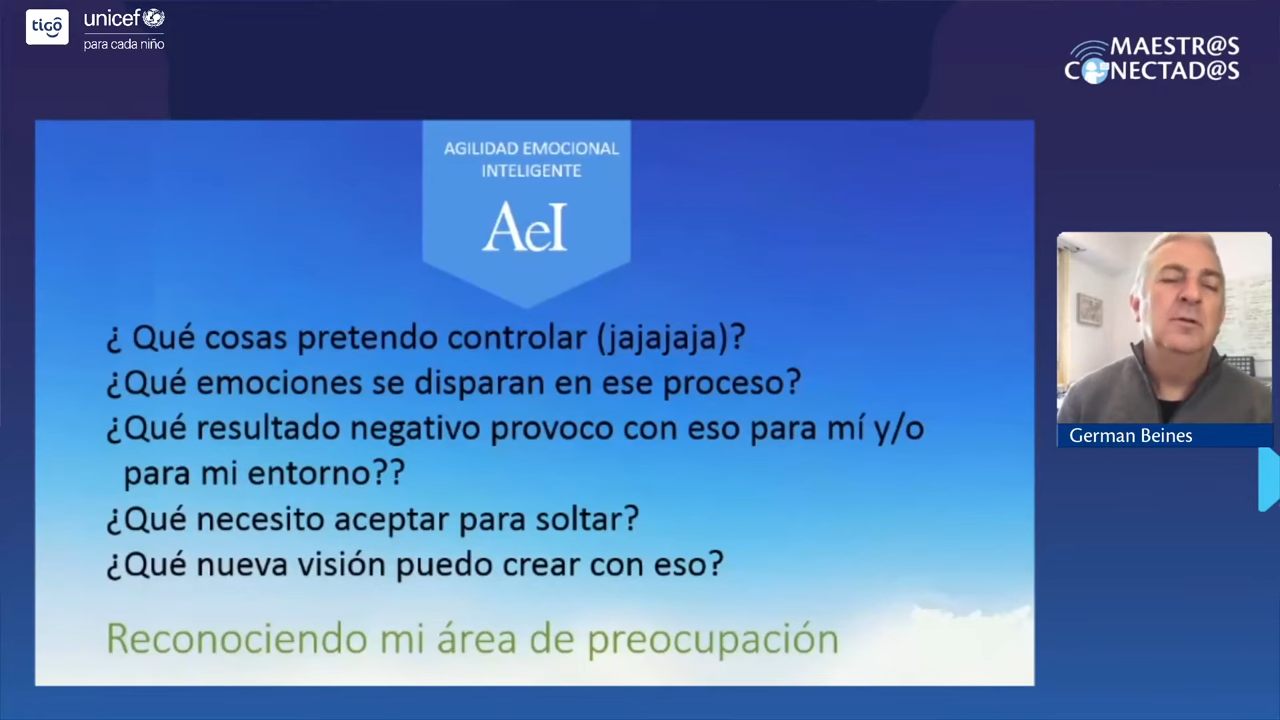 tigo
unicef
para cada niño
MAESTR@S
CONECTAD@S
AGILIDAD EMOCIONAL
INTELIGENTE
AeI
¿ Qué cosas pretendo controlar (jajajaja)?
¿Qué emociones se disparan en ese proceso?
¿Qué resultado negativo provoco con eso para mí y/o
para mi entorno??
¿Qué necesito aceptar para soltar?
¿Qué nueva visión puedo crear con eso?
Reconociendo mi área de preocupación
German Beines